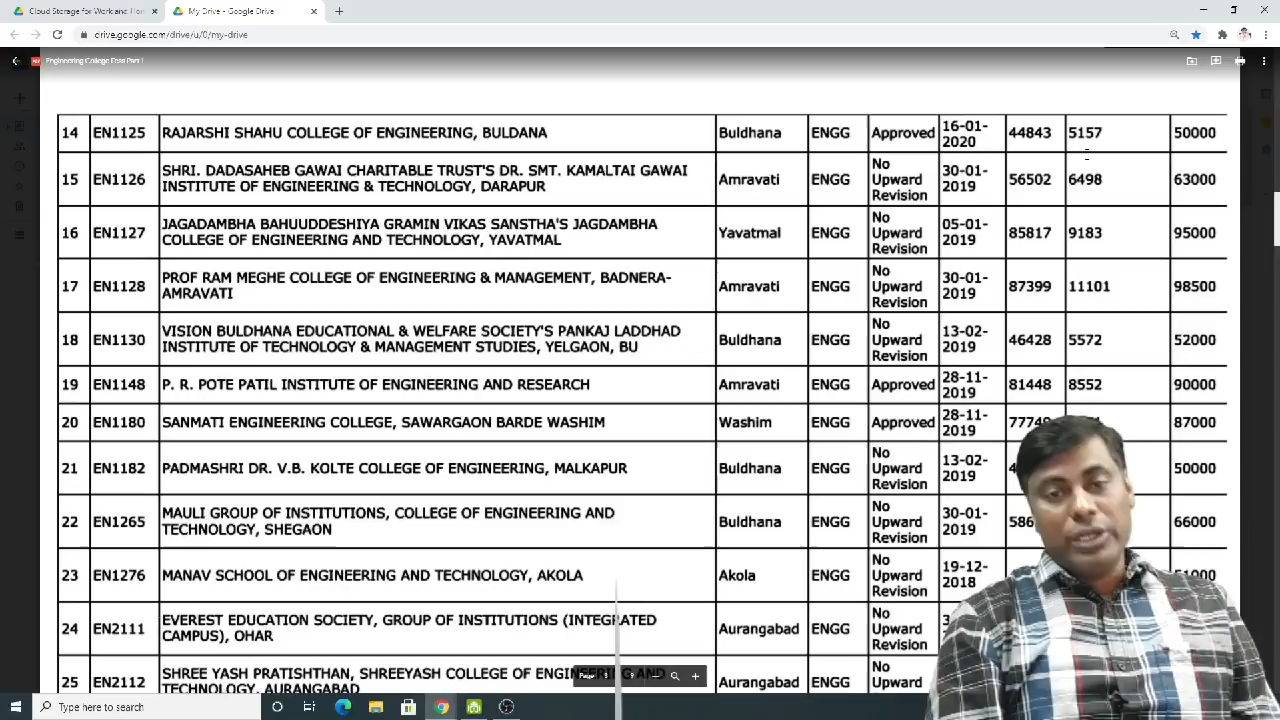 Cloud Storage for Work and Ho
My Drive - Google Drive
drive.google.com/drive/u/0/my-drive
14 EN1125 RAJARSHI SHAHU COLLEGE OF ENGINEERING, BULDANA Buldhana ENGG Approved 16-01-2020 44843 5157 50000
15 EN1126 SHRI. DADASAHEB GAWAI CHARITABLE TRUST'S DR. SMT. KAMALTAI GAWAI
INSTITUTE OF ENGINEERING & TECHNOLOGY, DARAPUR Amravati ENGG No Upward Revision 30-01-2019 56502 6498 63000
16 EN1127 JAGADAMBHA BAHUUDDESHIYA GRAMIN VIKAS SANSTHA'S JAGDAMBHA
COLLEGE OF ENGINEERING AND TECHNOLOGY, YAVATMAL Yavatmal ENGG No Upward Revision 05-01-2019 85817 9183 95000
17 EN1128 PROF RAM MEGHE COLLEGE OF ENGINEERING & MANAGEMENT, BADNERA-
AMRAVATI Amravati ENGG No Upward Revision 30-01-2019 87399 11101 98500
18 EN1130 VISION BULDHANA EDUCATIONAL & WELFARE SOCIETY'S PANKAJ LADDHAD
INSTITUTE OF TECHNOLOGY & MANAGEMENT STUDIES, YELGAON, BU Buldhana ENGG No Upward Revision 13-02-2019 46428 5572 52000
19 EN1148 P. R. POTE PATIL INSTITUTE OF ENGINEERING AND RESEARCH Amravati ENGG Approved 28-11-2019 81448 8552 90000
20 EN1180 SANMATI ENGINEERING COLLEGE, SAWARGAON BARDE WASHIM Washim ENGG Approved 28-11-2019 87000
21 EN1182 PADMASHRI DR. V.B. KOLTE COLLEGE OF ENGINEERING, MALKAPUR Buldhana ENGG No Upward Revision 13-02-2019 50000
22 EN1265 MAULI GROUP OF INSTITUTIONS, COLLEGE OF ENGINEERING AND
TECHNOLOGY, SHEGAON Buldhana ENGG No Upward Revision 30-01-2019 66000
23 EN1276 MANAV SCHOOL OF ENGINEERING AND TECHNOLOGY, AKOLA Akola ENGG No Upward Revision 19-12-2018
24 EN2111 EVEREST EDUCATION SOCIETY, GROUP OF INSTITUTIONS (INTEGRATED
CAMPUS), OHAR Aurangabad ENGG No Upward Revision
25 EN2112 SHREE YASH PRATISHTHAN, SHREEYASH COLLEGE OF ENGINEERING AND
TECHNOLOGY, AURANGABAD Aurangabad ENGG No Upward
Page
Type here to search